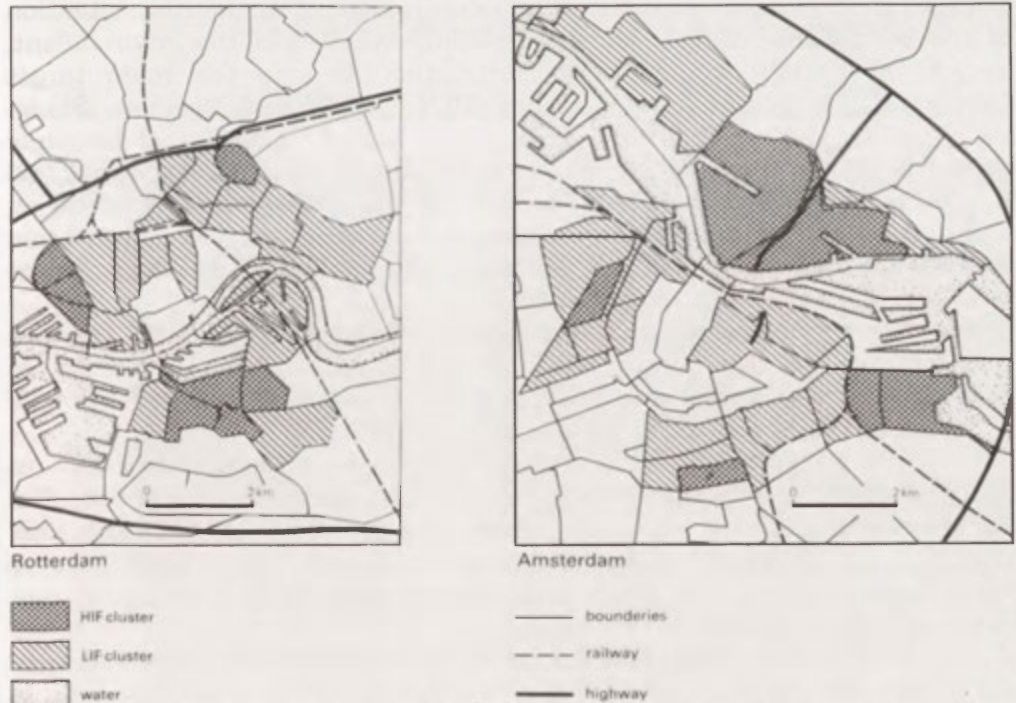 0 2km
0 2km
Rotterdam
Amsterdam
HIF cluster
LIF cluster
water
bounderies
railway
highway